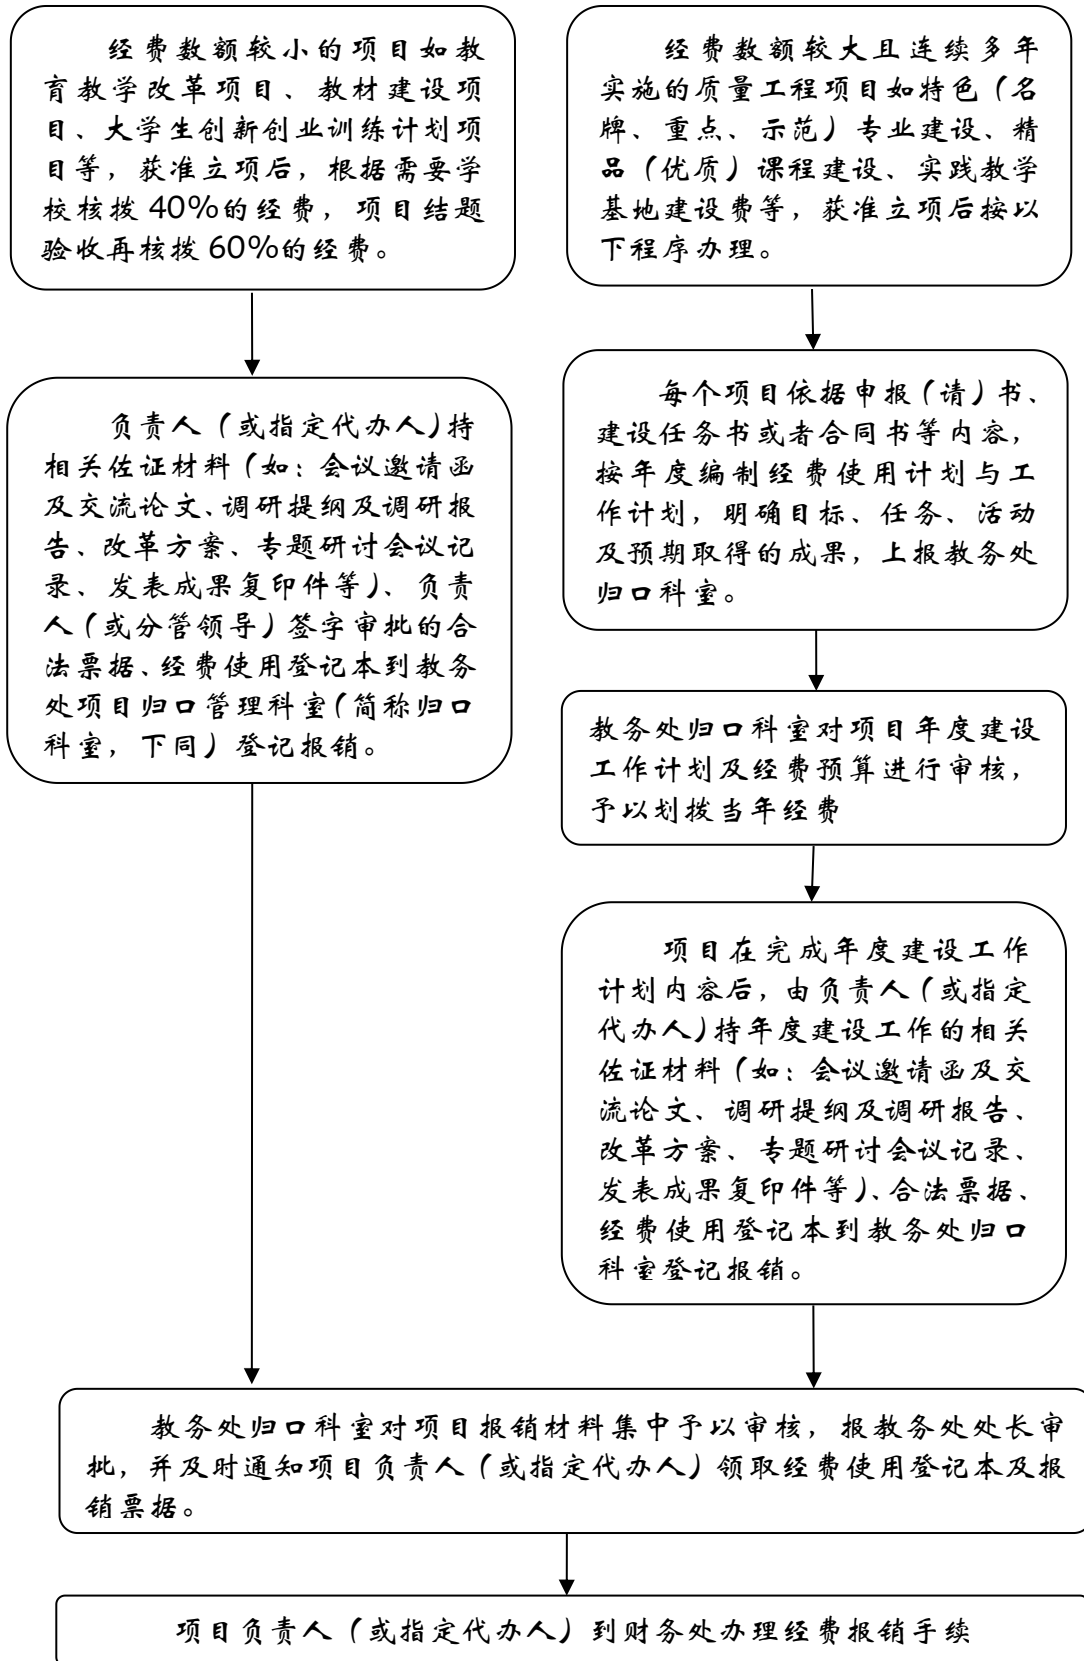 经费数额较小的项目如教
育教学改革项目、教材建设项
目、大学生创新创业训练计划项
目等，获准立项后，根据需要学
校核拨 40%的经费，项目结题
验收再核拨 60%的经费。
经费数额较大且连续多年
实施的质量工程项目如特色（名
牌、重点、示范）专业建设、精
品（优质）课程建设、实践教学
基地建设费等，获准立项后按以
下程序办理。
负责人（或指定代办人）持
相关佐证材料（如：会议邀请函
及交流论文、调研提纲及调研报
告、改革方案、专题研讨会议记
录、发表成果复印件等）、负责
人（或分管领导）签字审批的合
法票据、经费使用登记本到教务
处项目归口管理科室（简称归口
科室，下同）登记报销。
每个项目依据申报（请）书、
建设任务书或者合同书等内容，
按年度编制经费使用计划与工
作计划，明确目标、任务、活动
及预期取得的成果，上报教务处
归口科室。
教务处归口科室对项目年度建设
工作计划及经费预算进行审核，
予以划拨当年经费
项目在完成年度建设工作
计划内容后，由负责人（或指定
代办人）持年度建设工作的相关
佐证材料（如：会议邀请函及交
流论文、调研提纲及调研报告、
改革方案、专题研讨会议记录、
发表成果复印件等）、合法票据、
经费使用登记本到教务处归口
科室登记报销。
教务处归口科室对项目报销材料集中予以审核，报教务处处长审
批，并及时通知项目负责人（或指定代办人）领取经费使用登记本及报
销票据。
项目负责人（或指定代办人）到财务处办理经费报销手续